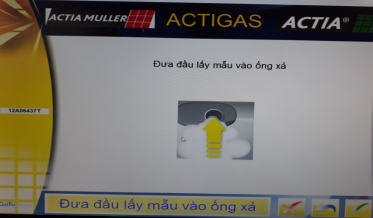 ACTIA MULLER
ACTIGAS
ACTIA®
Đưa đầu lấy mẫu vào ống xả
12A06437T
Đưa đầu lấy mẫu vào ống xả